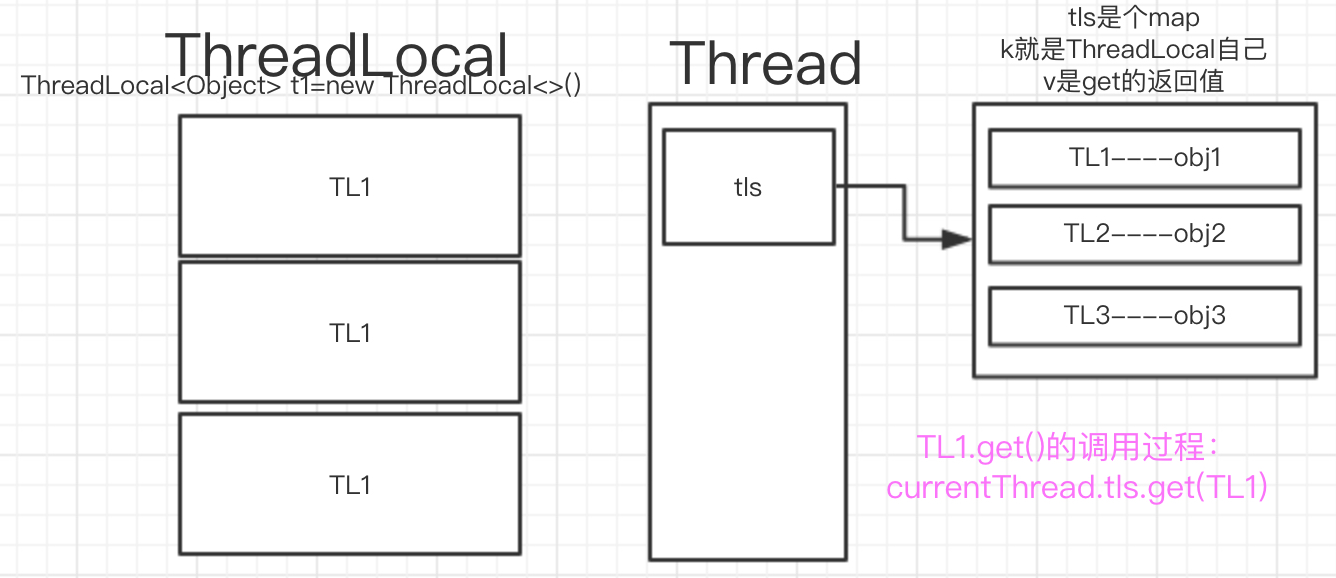 ThreadLocal
ThreadLocal<Object> t1=new ThreadLocal<>()
TL1
TL1
TL1
Thread
tls
tls是个map
k就是ThreadLocal自己
v是get的返回值
TL1----obj1
TL2----obj2
TL3----obj3
TL1.get()的调用过程：
currentThread.tls.get(TL1)